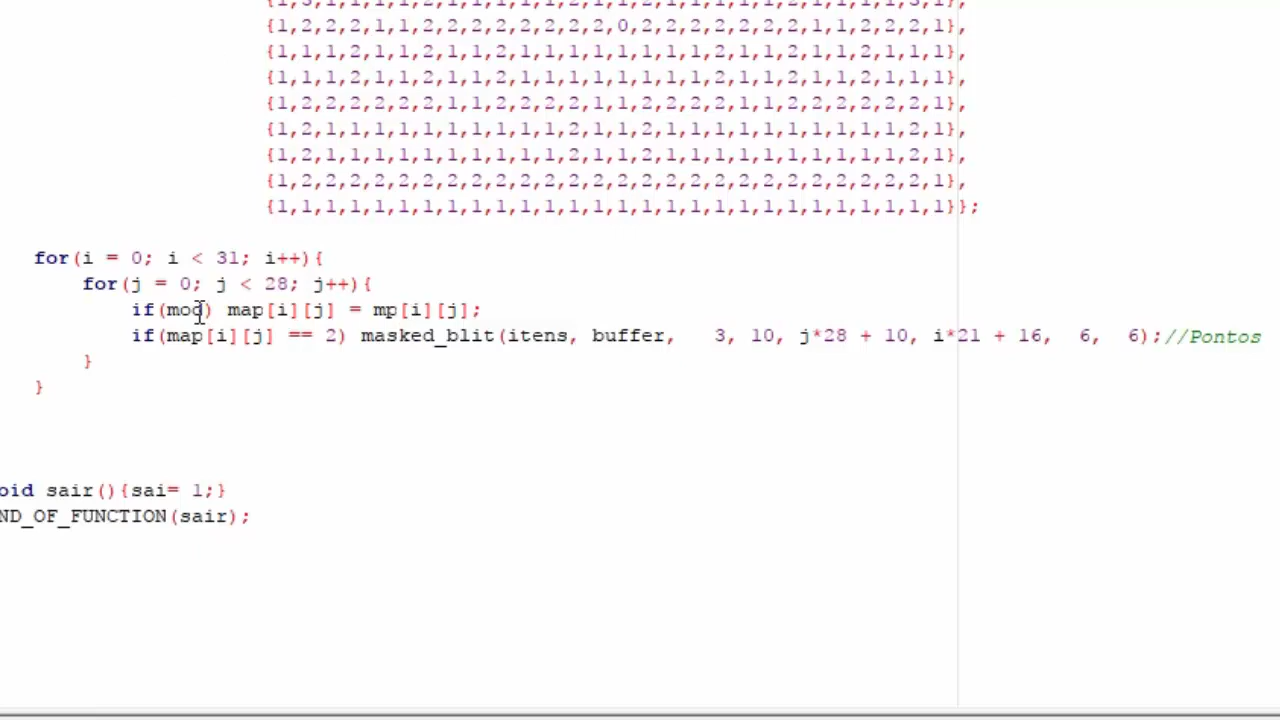 {1,2,2,2,1,1,2,2,2,2,2,2,2,2,0,2,2,2,2,2,2,2,1,1,2,2,2,1},
{1,1,1,2,1,1,2,1,1,2,1,1,1,1,1,1,1,1,2,1,1,2,1,1,2,1,1,1},
{1,1,1,2,1,1,2,1,1,2,1,1,1,1,1,1,1,1,2,1,1,2,1,1,2,1,1,1},
{1,2,2,2,2,2,2,1,1,2,2,2,2,1,1,2,2,2,2,1,1,2,2,2,2,2,2,1},
{1,2,1,1,1,1,1,1,1,1,1,1,2,1,1,2,1,1,1,1,1,1,1,1,1,1,2,1},
{1,2,1,1,1,1,1,1,1,1,1,1,2,1,1,2,1,1,1,1,1,1,1,1,1,1,2,1},
{1,2,2,2,2,2,2,2,2,2,2,2,2,2,2,2,2,2,2,2,2,2,2,2,2,2,2,1},
{1,1,1,1,1,1,1,1,1,1,1,1,1,1,1,1,1,1,1,1,1,1,1,1,1,1,1,1}};
for(i = 0; i < 31; i++){
for(j = 0; j < 28; j++){
if(mod) map[i][j] = mp[i][j];
if(map[i][j] == 2) masked_blit(itens, buffer, 3, 10, j*28 + 10, i*21 + 16, 6, 6);//Pontos
}
}
oid sair(){sai= 1;}
ND_OF_FUNCTION(sair);